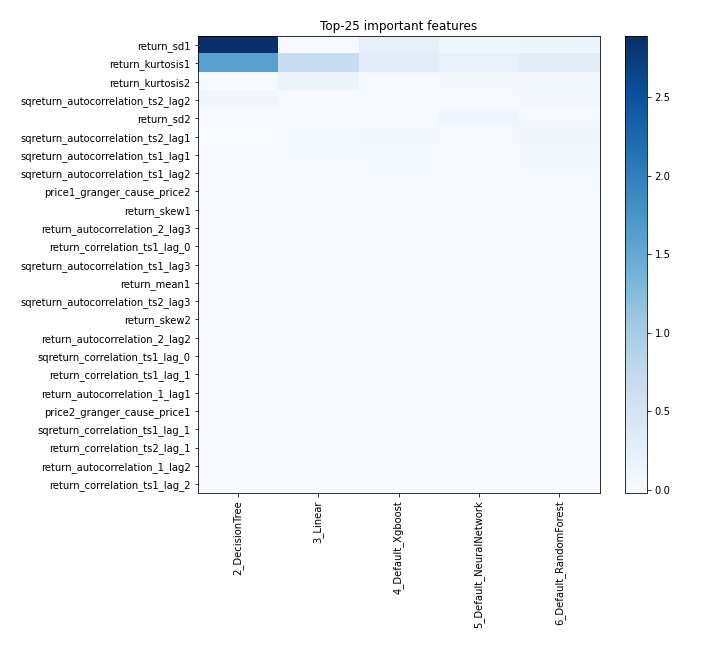 Top-25 important features
return_sd1
return_kurtosis1
return_kurtosis2
sqreturn_autocorrelation_ts2_lag2
return_sd2
sqreturn_autocorrelation_ts2_lag1
sqreturn_autocorrelation_ts1_lag1
sqreturn_autocorrelation_ts1_lag2
price1_granger_cause_price2
return_skew1
return_autocorrelation_2_lag3
return_correlation_ts1_lag_0
sqreturn_autocorrelation_ts1_lag3
return_mean1
sqreturn_autocorrelation_ts2_lag3
return_skew2
return_autocorrelation_2_lag2
sqreturn_correlation_ts1_lag_0
return_correlation_ts1_lag_1
return_autocorrelation_1_lag1
price2_granger_cause_price1
sqreturn_correlation_ts1_lag_1
return_correlation_ts2_lag_1
return_autocorrelation_1_lag2
return_correlation_ts1_lag_2
2_DecisionTree
3_Linear
4_Default_Xgboost
5_Default_NeuralNetwork
6_Default_RandomForest
2.5
2.0
1.5
1.0
0.5
0.0